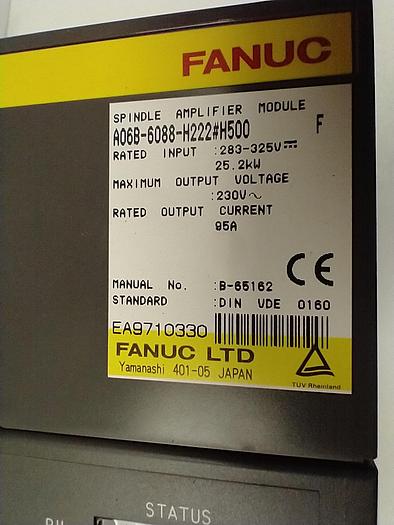 FANUC
SPINDLE AMPLIFIER MODULE
A06B-6088-H222#H500 F
RATED INPUT :283-325V⎓
25.2kW
MAXIMUM OUTPUT VOLTAGE
:230V～
RATED OUTPUT CURRENT
95A
MANUAL No. :B-65162
STANDARD :DIN VDE 0160
CE
EA9710330
FANUC LTD
Yamanashi 401-05 JAPAN
TÜV Rheinland
STATUS